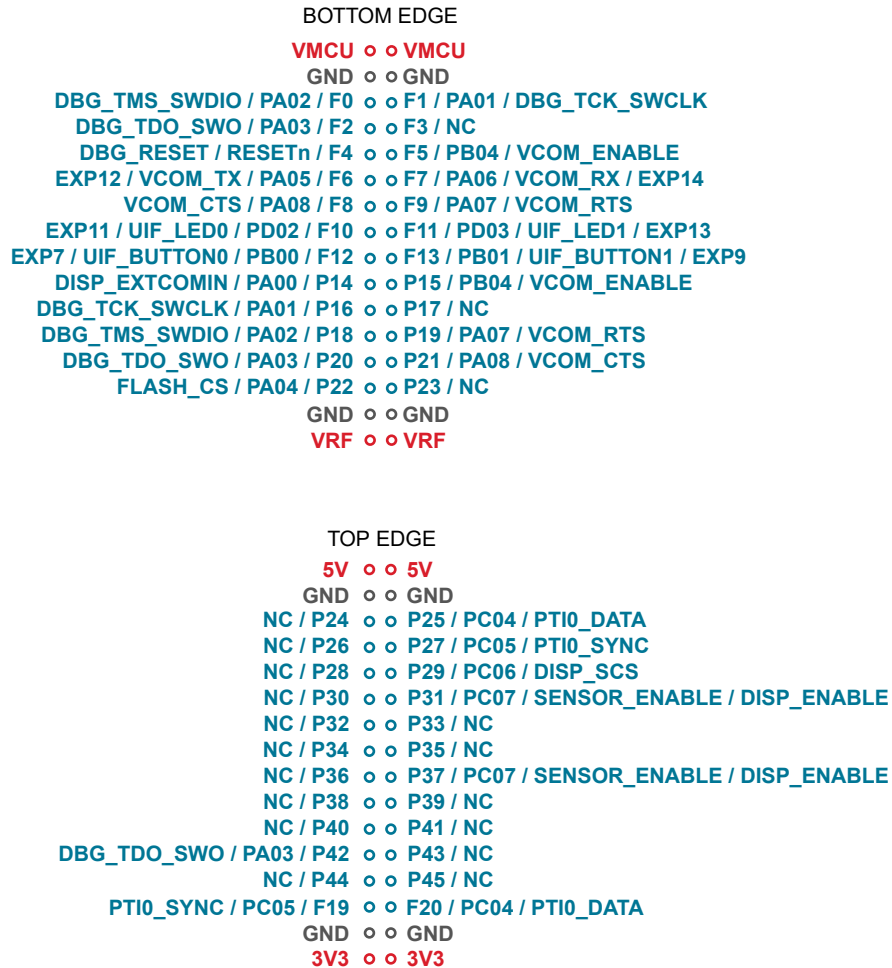 BOTTOM EDGE
VMCU VMCU
GND GND
DBG_TMS_SWDIO / PA02 / F0 F1 / PA01 / DBG_TCK_SWCLK
DBG_TDO_SWO / PA03 / F2 F3 / NC
DBG_RESET / RESETn / F4 F5 / PB04 / VCOM_ENABLE
EXP12 / VCOM_TX / PA05 / F6 F7 / PA06 / VCOM_RX / EXP14
VCOM_CTS / PA08 / F8 F9 / PA07 / VCOM_RTS
EXP11 / UIF_LED0 / PD02 / F10 F11 / PD03 / UIF_LED1 / EXP13
EXP7 / UIF_BUTTON0 / PB00 / F12 F13 / PB01 / UIF_BUTTON1 / EXP9
DISP_EXTCOMIN / PA00 / P14 P15 / PB04 / VCOM_ENABLE
DBG_TCK_SWCLK / PA01 / P16 P17 / NC
DBG_TMS_SWDIO / PA02 / P18 P19 / PA07 / VCOM_RTS
DBG_TDO_SWO / PA03 / P20 P21 / PA08 / VCOM_CTS
FLASH_CS / PA04 / P22 P23 / NC
GND GND
VRF VRF
TOP EDGE
5V 5V
GND GND
NC / P24 P25 / PC04 / PTI0_DATA
NC / P26 P27 / PC05 / PTI0_SYNC
NC / P28 P29 / PC06 / DISP_SCS
NC / P30 P31 / PC07 / SENSOR_ENABLE / DISP_ENABLE
NC / P32 P33 / NC
NC / P34 P35 / NC
NC / P36 P37 / PC07 / SENSOR_ENABLE / DISP_ENABLE
NC / P38 P39 / NC
NC / P40 P41 / NC
DBG_TDO_SWO / PA03 / P42 P43 / NC
NC / P44 P45 / NC
PTI0_SYNC / PC05 / F19 F20 / PC04 / PTI0_DATA
GND GND
3V3 3V3